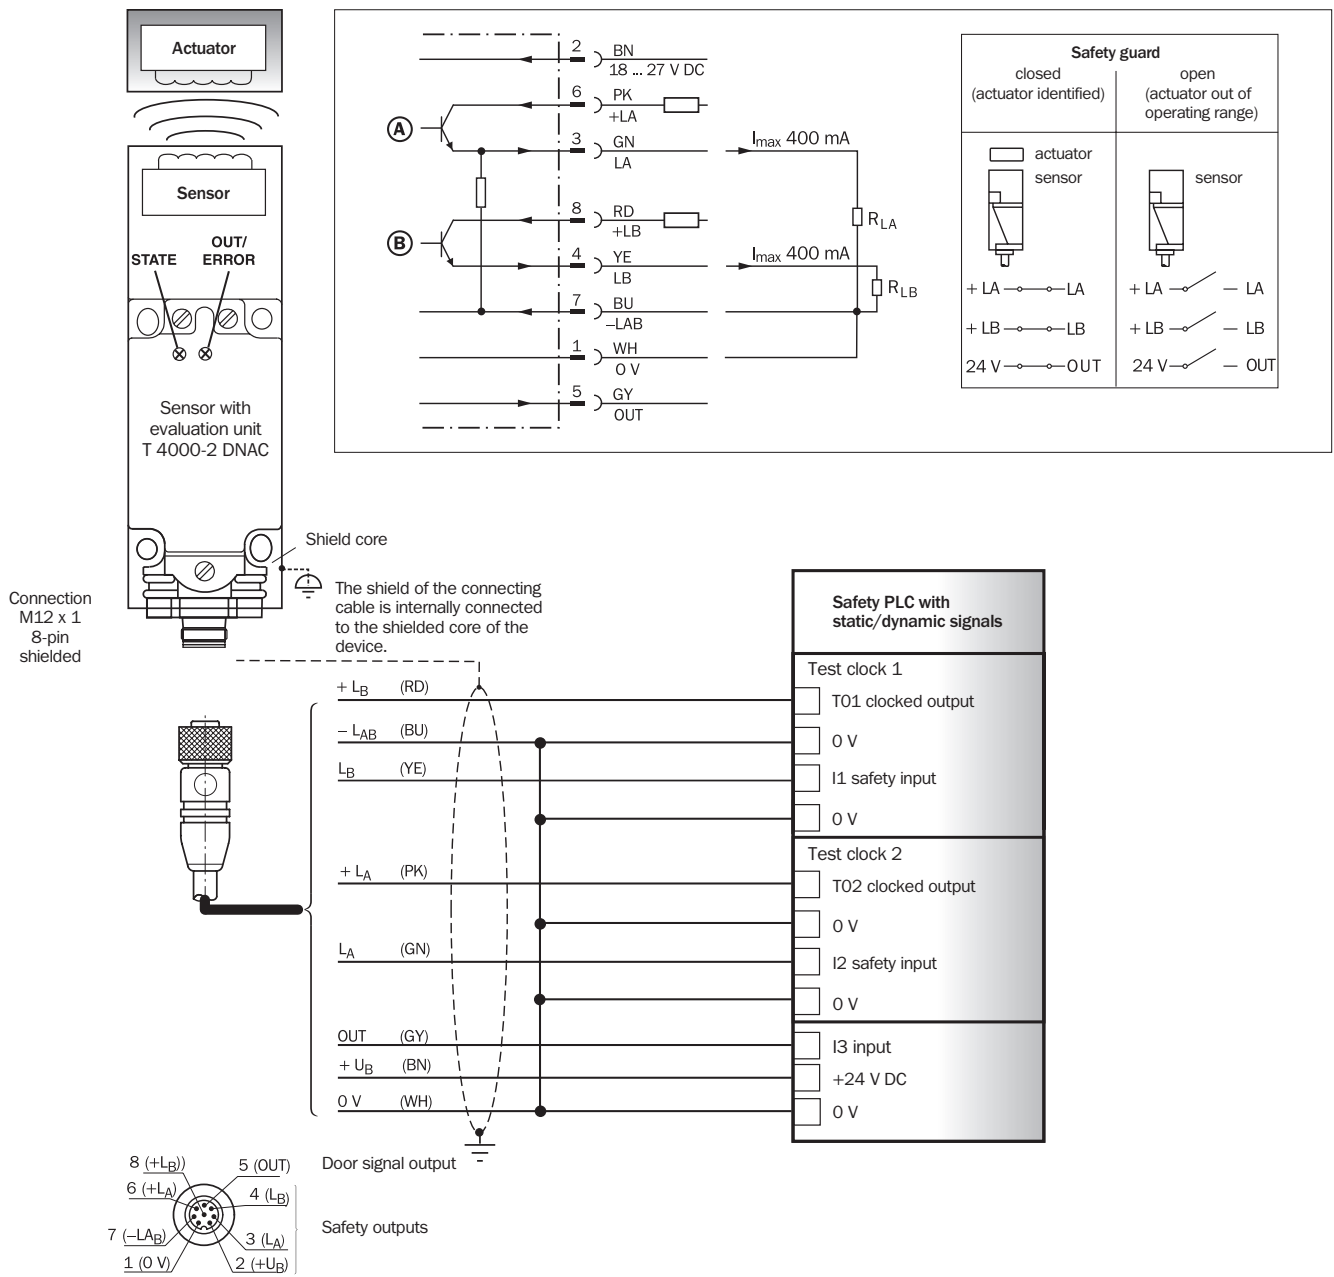 Actuator
Sensor
STATE
OUT/
ERROR
Sensor with
evaluation unit
T 4000-2 DNAC
Shield core
Connection
M12 x 1
8-pin
shielded
The shield of the connecting
cable is internally connected
to the shielded core of the
device.
2 BN
18 ... 27 V DC
6 PK
+LA
A
3 GN
LA
Imax 400 mA
8 RD
+LB
RLA
B
4 YE
LB
Imax 400 mA
RLB
7 BU
–LAB
1 WH
0 V
5 GY
OUT
Safety guard
closed
(actuator identified)
open
(actuator out of
operating range)
actuator
sensor
sensor
+ LA LA
+ LA LA
+ LB LB
+ LB LB
24 V OUT
24 V OUT
Safety PLC with
static/dynamic signals
Test clock 1
+ LB (RD)
T01 clocked output
– LAB (BU)
0 V
LB (YE)
I1 safety input
0 V
Test clock 2
+ LA (PK)
T02 clocked output
0 V
LA (GN)
I2 safety input
0 V
OUT (GY)
I3 input
+ UB (BN)
+24 V DC
0 V (WH)
0 V
8 (+LB))
5 (OUT)
Door signal output
6 (+LA)
4 (LB)
Safety outputs
7 (–LAB)
3 (LA)
1 (0 V)
2 (+UB)